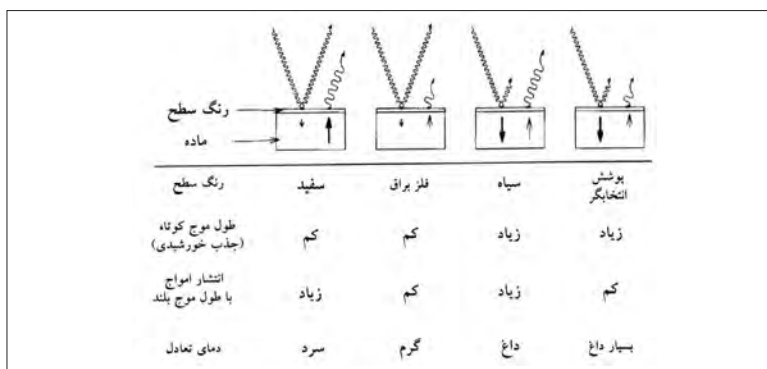 رنگ سطح
ماده
رنگ سطح سفید فلز براق سیاه پوشش انتخابگر
طول موج کوتاه (جذب خورشیدی) کم کم زیاد زیاد
انتشار امواج با طول موج بلند زیاد کم زیاد کم
دمای تعادل سرد گرم داغ بسیار داغ